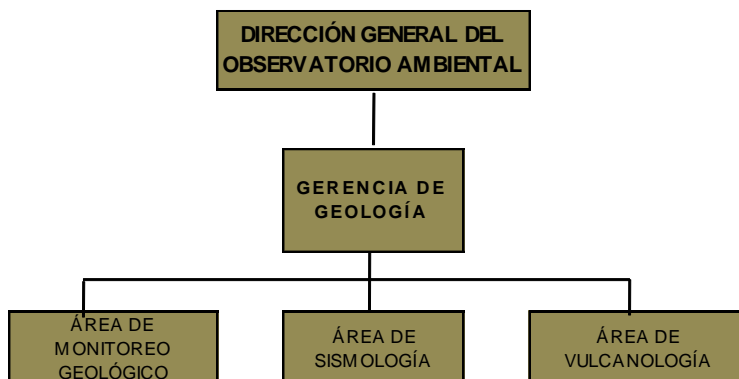 DIRECCIÓN GENERAL DEL
OBSERVATORIO AMBIENTAL
GERENCIA DE
GEOLOGÍA
ÁREA DE
MONITOREO
GEOLÓGICO
ÁREA DE
SISMOLOGÍA
ÁREA DE
VULCANOLOGÍA